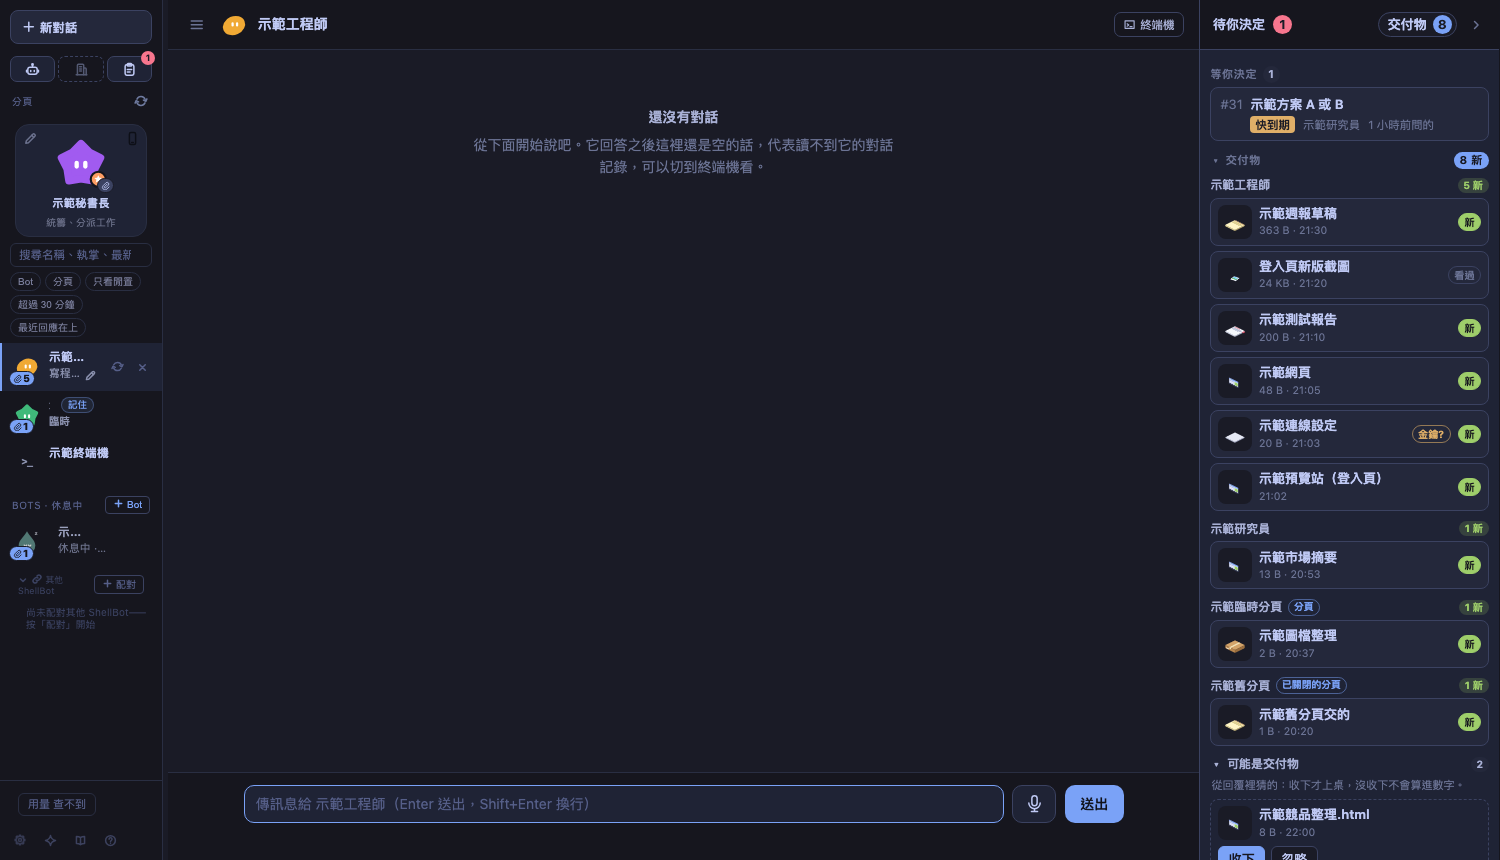 新對話
1
分頁
示範秘書長
統籌 · 分派工作
搜尋名稱、執掌、最新
Bot
分頁
只看閒置
超過 30 分鐘
最近回應在上
示範...
寫程...
5
記住
臨時
1
>_
示範終端機
BOTS · 休息中
+ Bot
示...
休息中 ·...
1
其他 ShellBot
+ 配對
尚未配對其他 ShellBot——
按「配對」開始
用量 查不到
示範工程師
終端機
還沒有對話
從下面開始說吧。它回答之後這裡還是空的話，代表讀不到它的對話
記錄，可以切到終端機看。
傳訊息給 示範工程師（Enter 送出，Shift+Enter 換行）
送出
待你決定 1
交付物 8
等你決定 1
#31 示範方案 A 或 B
快到期 示範研究員 1 小時前問的
交付物
8 新
示範工程師
5 新
示範週報草稿
363 B · 21:30
新
登入頁新版截圖
24 KB · 21:20
看過
示範測試報告
200 B · 21:10
新
示範網頁
48 B · 21:05
新
示範連線設定
20 B · 21:03
金鑰?
新
示範預覽站（登入頁）
21:02
新
示範研究員
1 新
示範市場摘要
13 B · 20:53
新
示範臨時分頁 分頁
1 新
示範圖檔整理
2 B · 20:37
新
示範舊分頁 已關閉的分頁
1 新
示範舊分頁交的
1 B · 20:20
新
可能是交付物
2
從回覆裡猜的：收下才上桌，沒收下不會算進數字。
示範競品整理.html
8 B · 22:00
收下
忽略